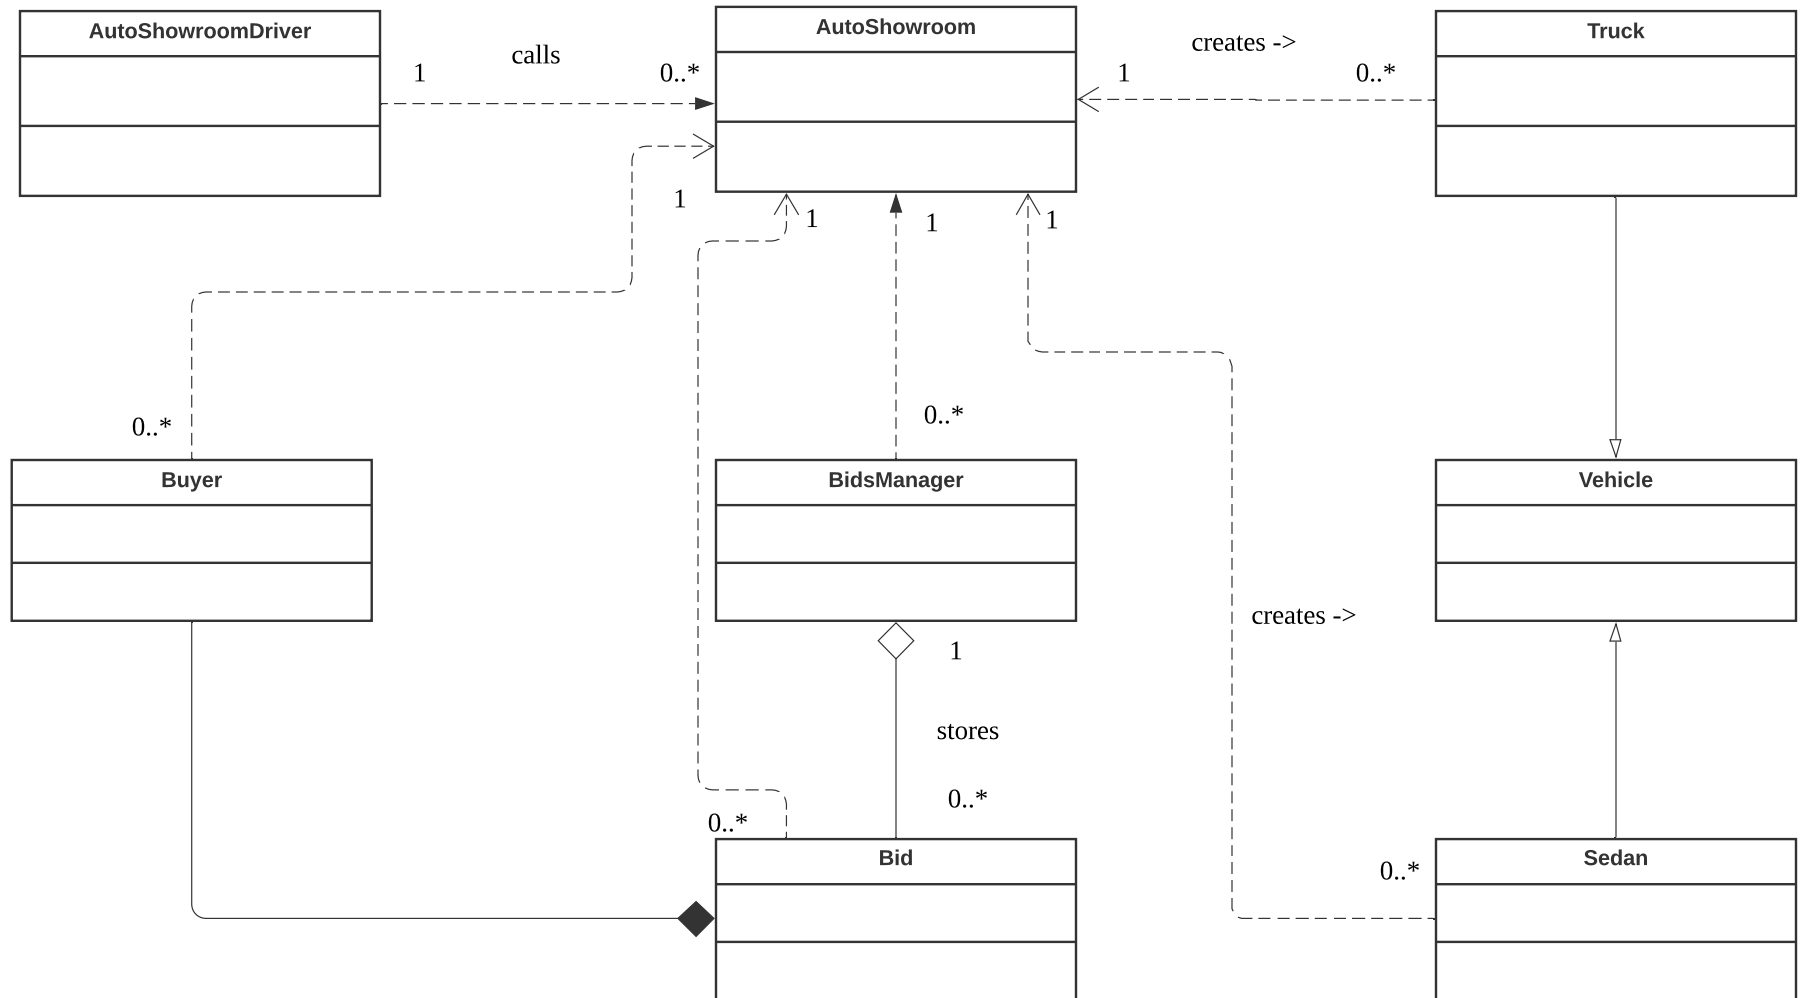 AutoShowroomDriver
AutoShowroom
Truck
calls
creates ->
1
0..*
1
0..*
1
1
1
1
0..*
0..*
Buyer
BidsManager
Vehicle
creates ->
1
stores
0..*
0..*
Bid
Sedan
0..*